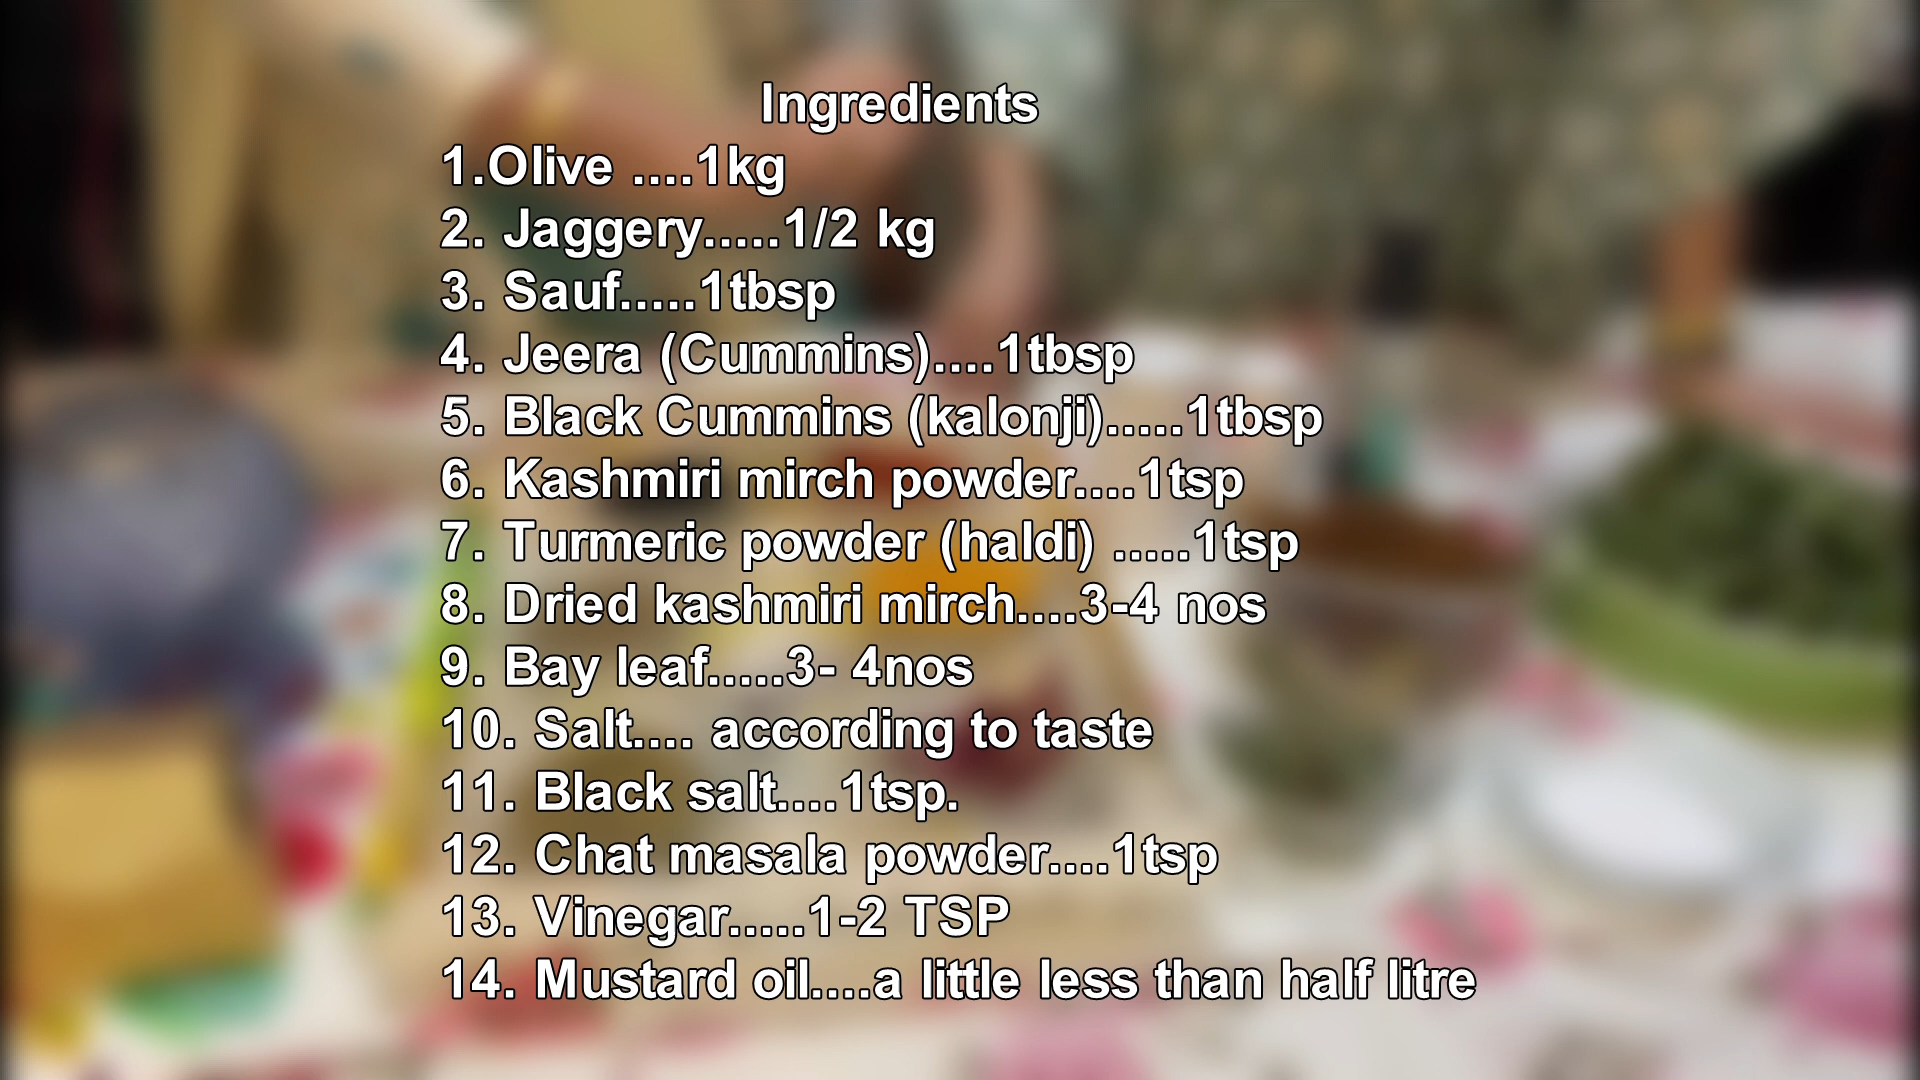 Ingredients
1.Olive ....1kg
2. Jaggery.....1/2 kg
3. Sauf.....1tbsp
4. Jeera (Cummins)....1tbsp
5. Black Cummins (kalonji).....1tbsp
6. Kashmiri mirch powder....1tsp
7. Turmeric powder (haldi) .....1tsp
8. Dried kashmiri mirch....3-4 nos
9. Bay leaf.....3- 4nos
10. Salt.... according to taste
11. Black salt....1tsp.
12. Chat masala powder....1tsp
13. Vinegar.....1-2 TSP
14. Mustard oil....a little less than half litre